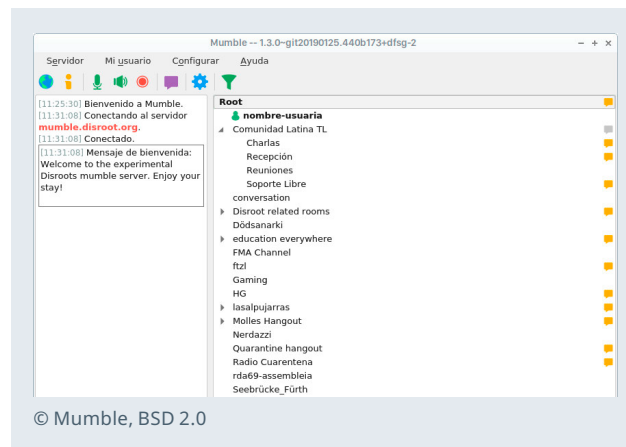 Mumble -- 1.3.0~git20190125.440b173+dfsg-2
Servidor Mi usuario Configurar Ayuda
[11:25:30] Bienvenido a Mumble.
[11:31:08] Conectando al servidor
mumble.disroot.org.
[11:31:08] Conectado.
[11:31:08] Mensaje de bienvenida:
Welcome to the experimental
Disroots mumble server. Enjoy your
stay!
Root
nombre-usuaria
Comunidad Latina TL
Charlas
Recepción
Reuniones
Soporte Libre
conversation
Disroot related rooms
Dödsanarki
education everywhere
FMA Channel
ftzl
Gaming
HG
lasalpujarras
Molles Hangout
Nerdazzi
Quarantine hangout
Radio Cuarentena
rda69-assembleia
Seebrücke_Fürth
© Mumble, BSD 2.0